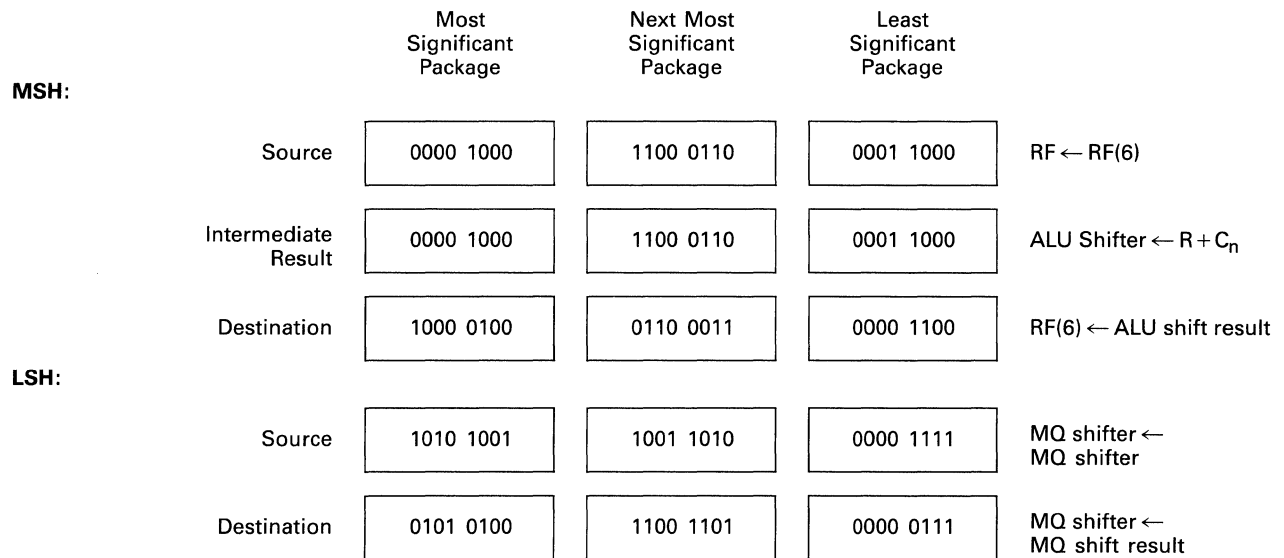 Most Significant Package
Next Most Significant Package
Least Significant Package
MSH:
Source 0000 1000 1100 0110 0001 1000 RF ← RF(6)
Intermediate Result 0000 1000 1100 0110 0001 1000 ALU Shifter ← R + Cn
Destination 1000 0100 0110 0011 0000 1100 RF(6) ← ALU shift result
LSH:
Source 1010 1001 1001 1010 0000 1111 MQ shifter ← MQ shifter
Destination 0101 0100 1100 1101 0000 0111 MQ shifter ← MQ shift result